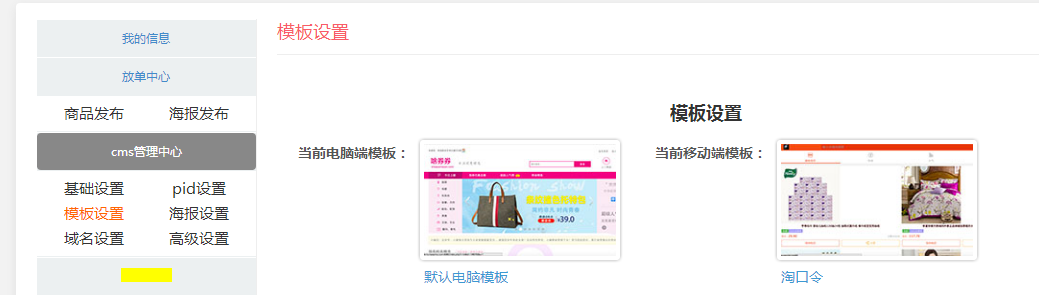 我的信息
放单中心
商品发布 海报发布
cms管理中心
基础设置 pid设置
模板设置 海报设置
域名设置 高级设置
模板设置
模板设置
当前电脑端模板：
默认电脑模板
当前移动端模板：
淘口令